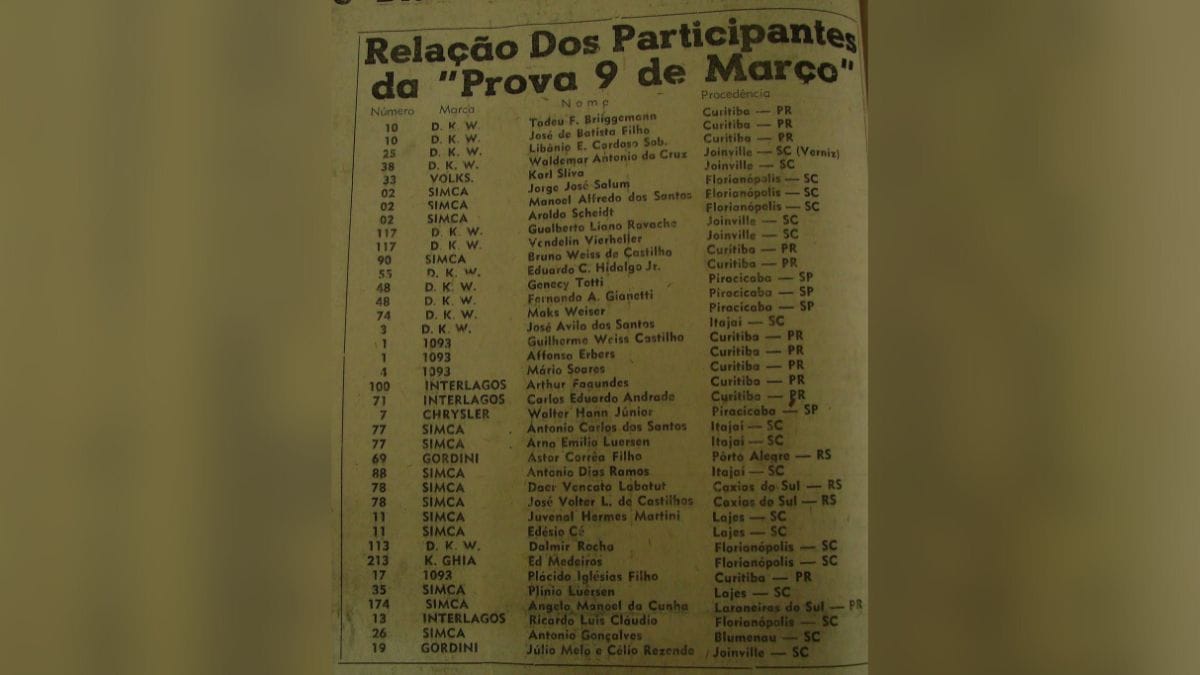 Relação Dos Participantes
da "Prova 9 de Março"
Número Marca Nome Procedência
10 D. K. W. Tadeu F. Brüggemann Curitiba — PR
10 D. K. W. José de Batista Filho Curitiba — PR
25 D. K. W. Libânio E. Cardoso Sob. Curitiba — PR
38 D. K. W. Waldemar Antonio da Cruz Joinville — SC (Verniz)
33 VOLKS. Karl Sliva Joinville — SC
02 SIMCA Jorge José Salum Florianópolis — SC
02 SIMCA Manoel Alfredo dos Santos Florianópolis — SC
02 SIMCA Aroldo Scheidt Florianópolis — SC
117 D. K. W. Gualberto Liano Ravache Joinville — SC
117 D. K. W. Vendelin Vierheller Joinville — SC
90 SIMCA Bruno Weiss de Castilho Curitiba — PR
55 D. K. W. Eduardo C. Hidalgo Jr. Curitiba — PR
48 D. K. W. Genecy Totti Piracicaba — SP
48 D. K. W. Fernando A. Gianetti Piracicaba — SP
74 D. K. W. Maks Weiser Piracicaba — SP
3 D. K. W. José Avila dos Santos Itajai — SC
1 1093 Guilherme Weiss Castilho Curitiba — PR
1 1093 Affonso Erbers Curitiba — PR
4 1093 Mário Soares Curitiba — PR
100 INTERLAGOS Arthur Fagundes Curitiba — PR
71 INTERLAGOS Carlos Eduardo Andrade Curitiba — PR
7 CHRYSLER Walter Hann Júnior Piracicaba — SP
77 SIMCA Antonio Carlos dos Santos Itajai — SC
77 SIMCA Arno Emilio Luersen Itajai — SC
69 GORDINI Astor Corrêa Filho Pôrto Alegre — RS
88 SIMCA Antonio Dias Ramos Itajai — SC
78 SIMCA Daer Vencato Labatut Caxias do Sul — RS
78 SIMCA José Volter L. de Castilhos Caxias do Sul — RS
11 SIMCA Juvenal Hermes Martini Lajes — SC
11 SIMCA Edésio Cé Lajes — SC
113 D. K. W. Dalmir Rocha Florianópolis — SC
213 K. GHIA Ed Medeiros Florianópolis — SC
17 1093 Plácido Iglésias Filho Curitiba — PR
35 SIMCA Plinio Luersen Lajes — SC
174 SIMCA Angelo Manoel da Cunha Laraneiras do Sul — PR
13 INTERLAGOS Ricardo Luis Cláudio Florianópolis — SC
26 SIMCA Antonio Gonçalves Blumenau — SC
19 GORDINI Júlio Melo e Célio Rezende Joinville — SC